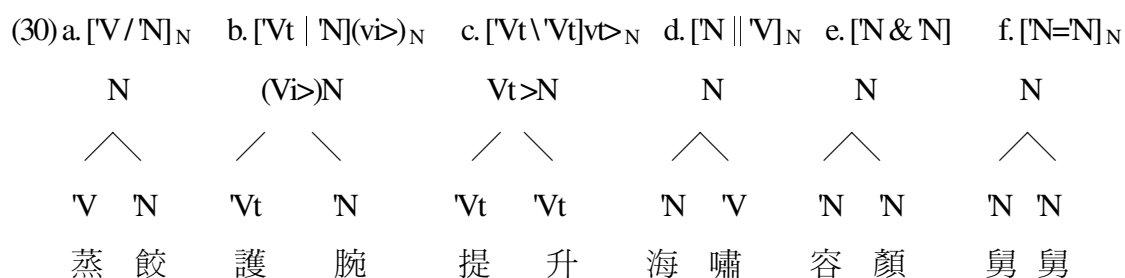 (30) a. ['V / 'N]N b. ['Vt | 'N](vi>)N c. ['Vt \ 'Vt]vt>N d. ['N || 'V]N e. ['N & 'N] f. ['N='N]N
N (Vi>)N Vt >N N N N
'V 'N 'Vt 'N 'Vt 'Vt 'N 'V 'N 'N 'N 'N
蒸 餃 護 腕 提 升 海 嘯 容 顏 舅 舅